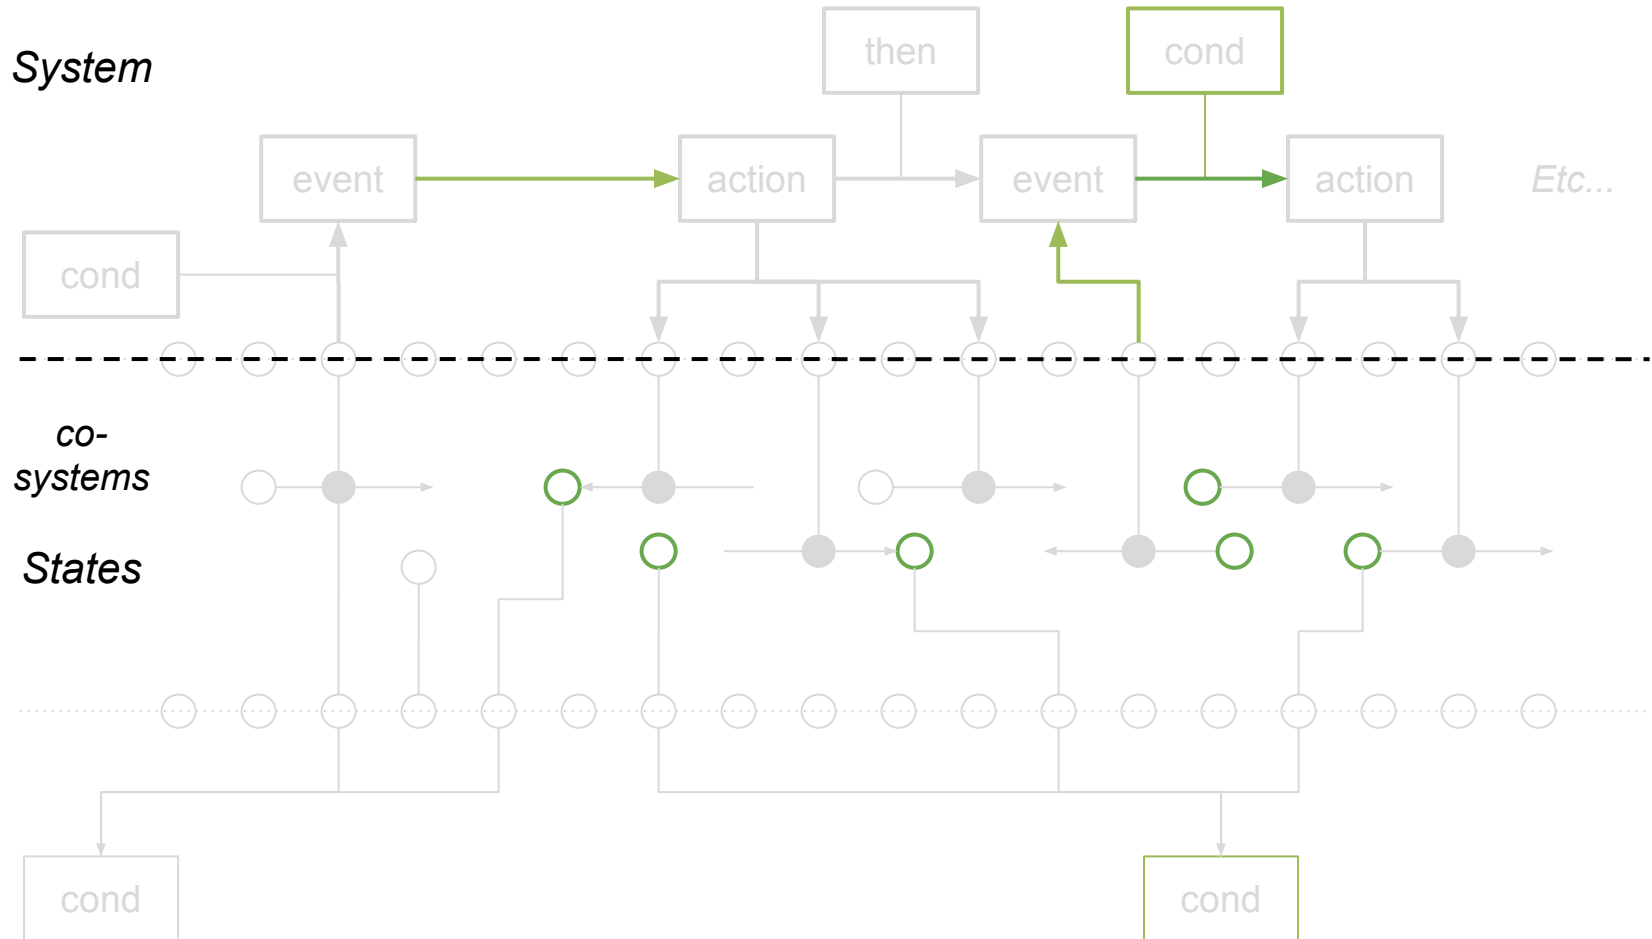 then
cond
System
event
action
event
action
Etc...
cond
co-
systems
States
cond
cond